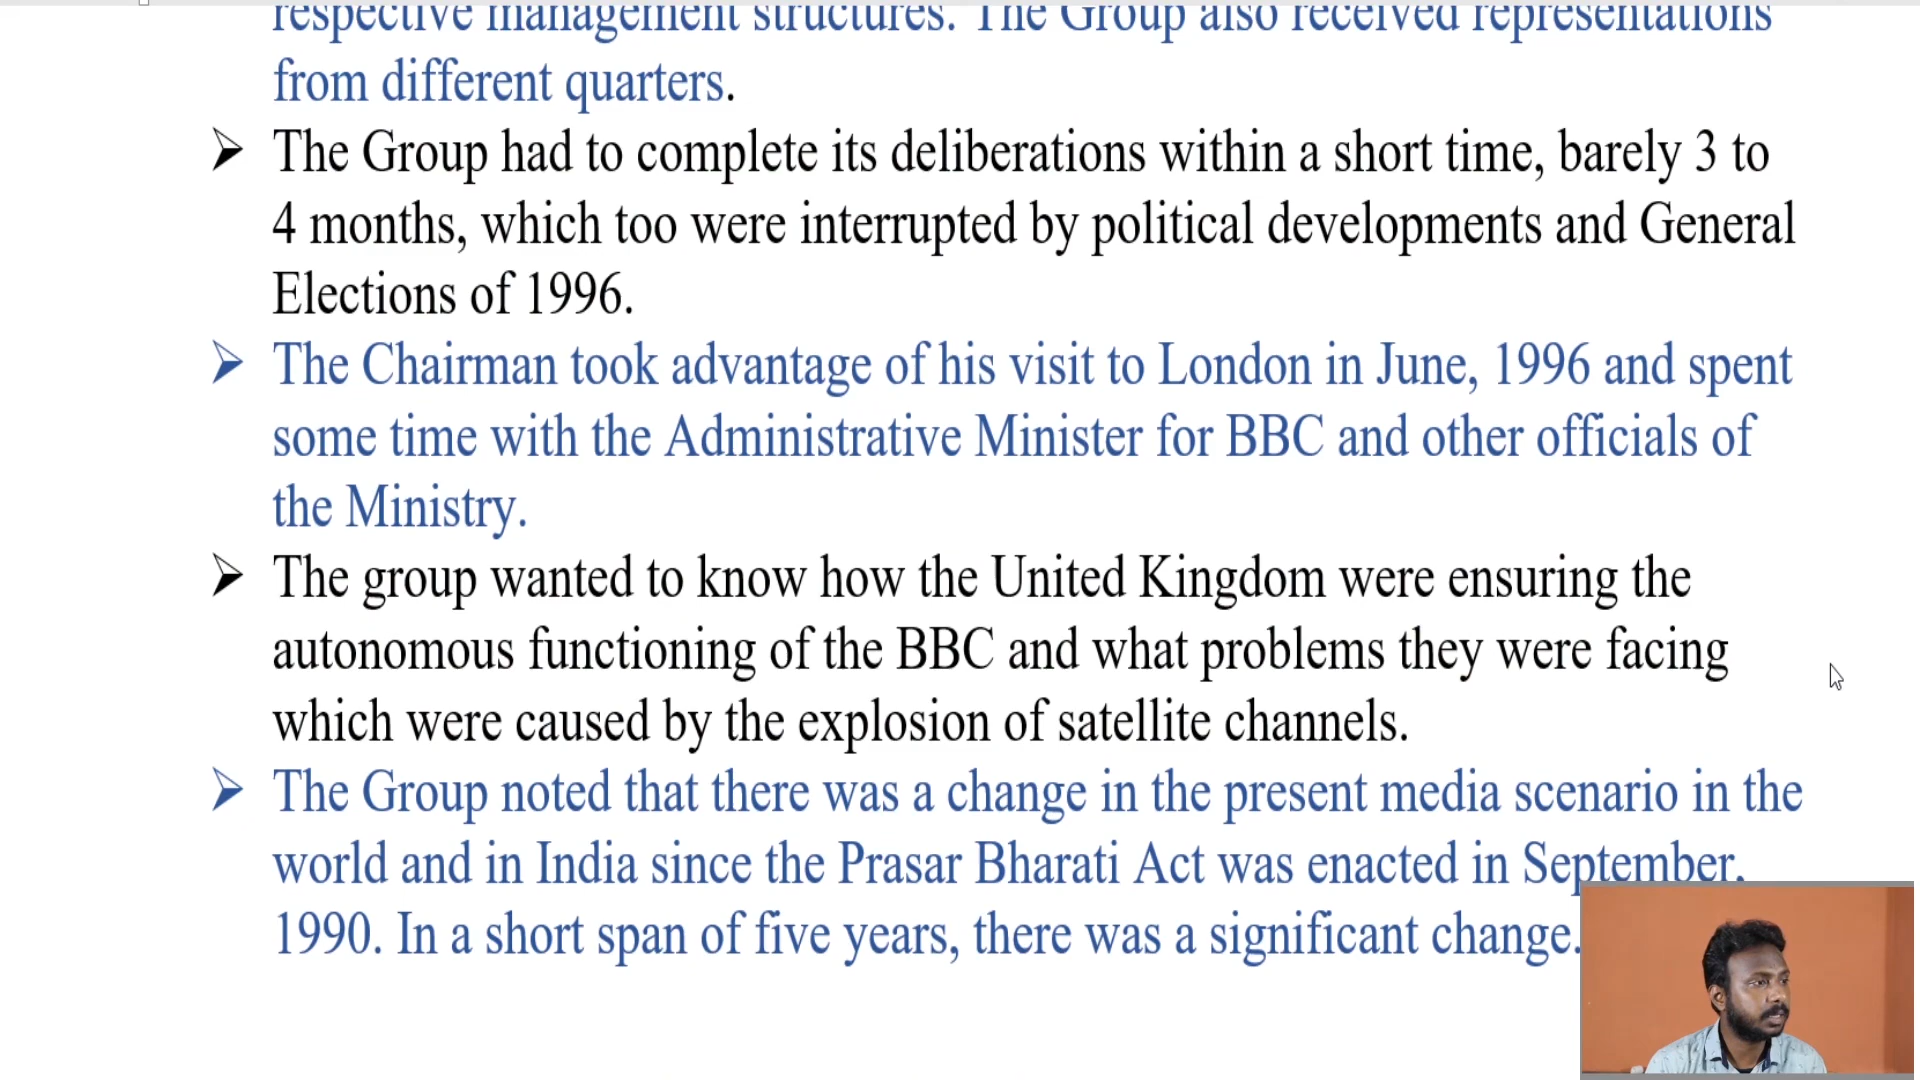 respective management structures. The Group also received representations
from different quarters.
➢ The Group had to complete its deliberations within a short time, barely 3 to
4 months, which too were interrupted by political developments and General
Elections of 1996.
➢ The Chairman took advantage of his visit to London in June, 1996 and spent
some time with the Administrative Minister for BBC and other officials of
the Ministry.
➢ The group wanted to know how the United Kingdom were ensuring the
autonomous functioning of the BBC and what problems they were facing
which were caused by the explosion of satellite channels.
➢ The Group noted that there was a change in the present media scenario in the
world and in India since the Prasar Bharati Act was enacted in September,
1990. In a short span of five years, there was a significant change.